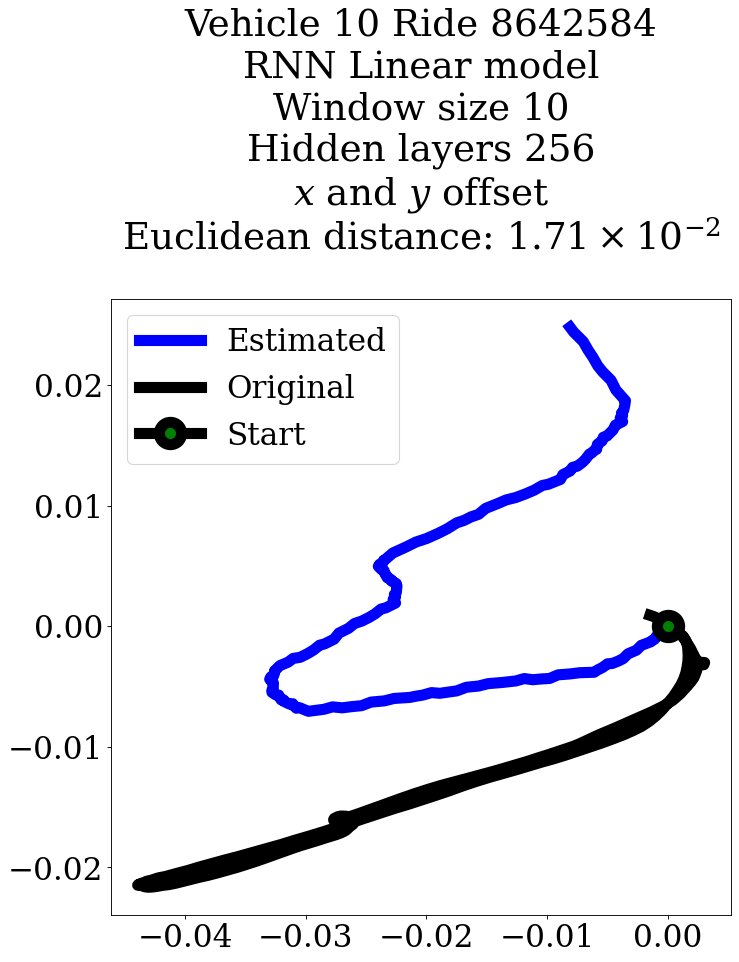 Vehicle 10 Ride 8642584
RNN Linear model
Window size 10
Hidden layers 256
x and y offset
Euclidean distance: 1.71 × 10⁻²
Estimated
Original
Start
0.02
0.01
0.00
−0.01
−0.02
−0.04 −0.03 −0.02 −0.01 0.00